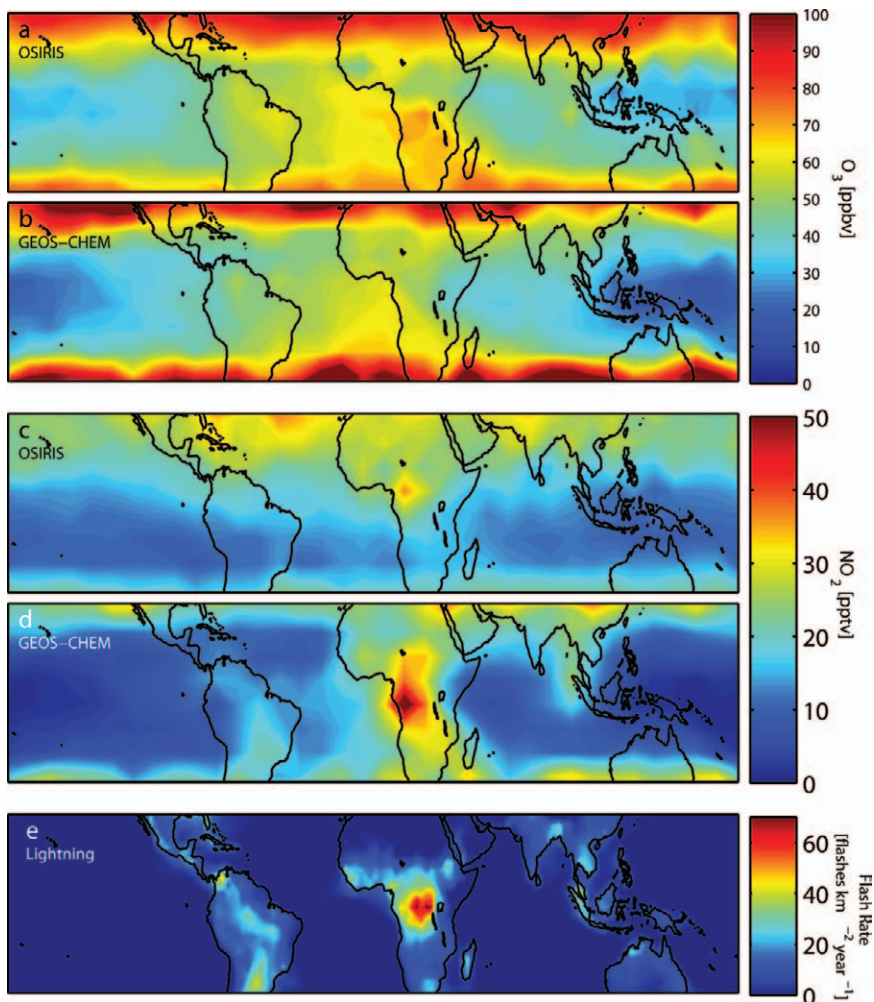 a
OSIRIS
100
90
80
70
60
50
40
30
20
10
0
O3 [ppbv]
b
GEOS-CHEM
c
OSIRIS
50
40
30
20
10
0
NO2 [pptv]
d
GEOS-CHEM
e
Lightning
60
40
20
0
Flash Rate
[flashes km-2 year-1]